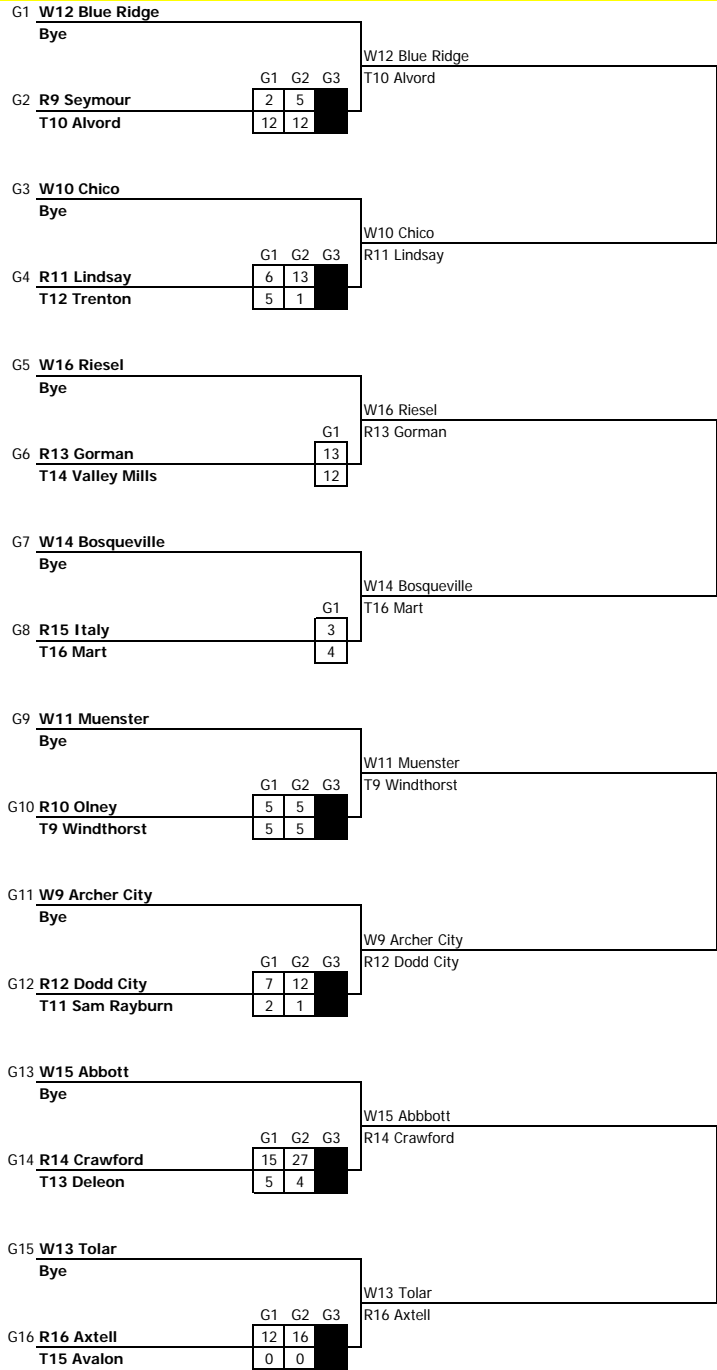 G1 W12 Blue Ridge
Bye
W12 Blue Ridge
G1 G2 G3 T10 Alvord
G2 R9 Seymour 2 5
T10 Alvord 12 12
G3 W10 Chico
Bye
W10 Chico
G1 G2 G3 R11 Lindsay
G4 R11 Lindsay 6 13
T12 Trenton 5 1
G5 W16 Riesel
Bye
W16 Riesel
G1 R13 Gorman
G6 R13 Gorman 13
T14 Valley Mills 12
G7 W14 Bosqueville
Bye
W14 Bosqueville
G1 T16 Mart
G8 R15 Italy 3
T16 Mart 4
G9 W11 Muenster
Bye
W11 Muenster
G1 G2 G3 T9 Windthorst
G10 R10 Olney 5 5
T9 Windthorst 5 5
G11 W9 Archer City
Bye
W9 Archer City
G1 G2 G3 R12 Dodd City
G12 R12 Dodd City 7 12
T11 Sam Rayburn 2 1
G13 W15 Abbott
Bye
W15 Abbbott
G1 G2 G3 R14 Crawford
G14 R14 Crawford 15 27
T13 Deleon 5 4
G15 W13 Tolar
Bye
W13 Tolar
G1 G2 G3 R16 Axtell
G16 R16 Axtell 12 16
T15 Avalon 0 0